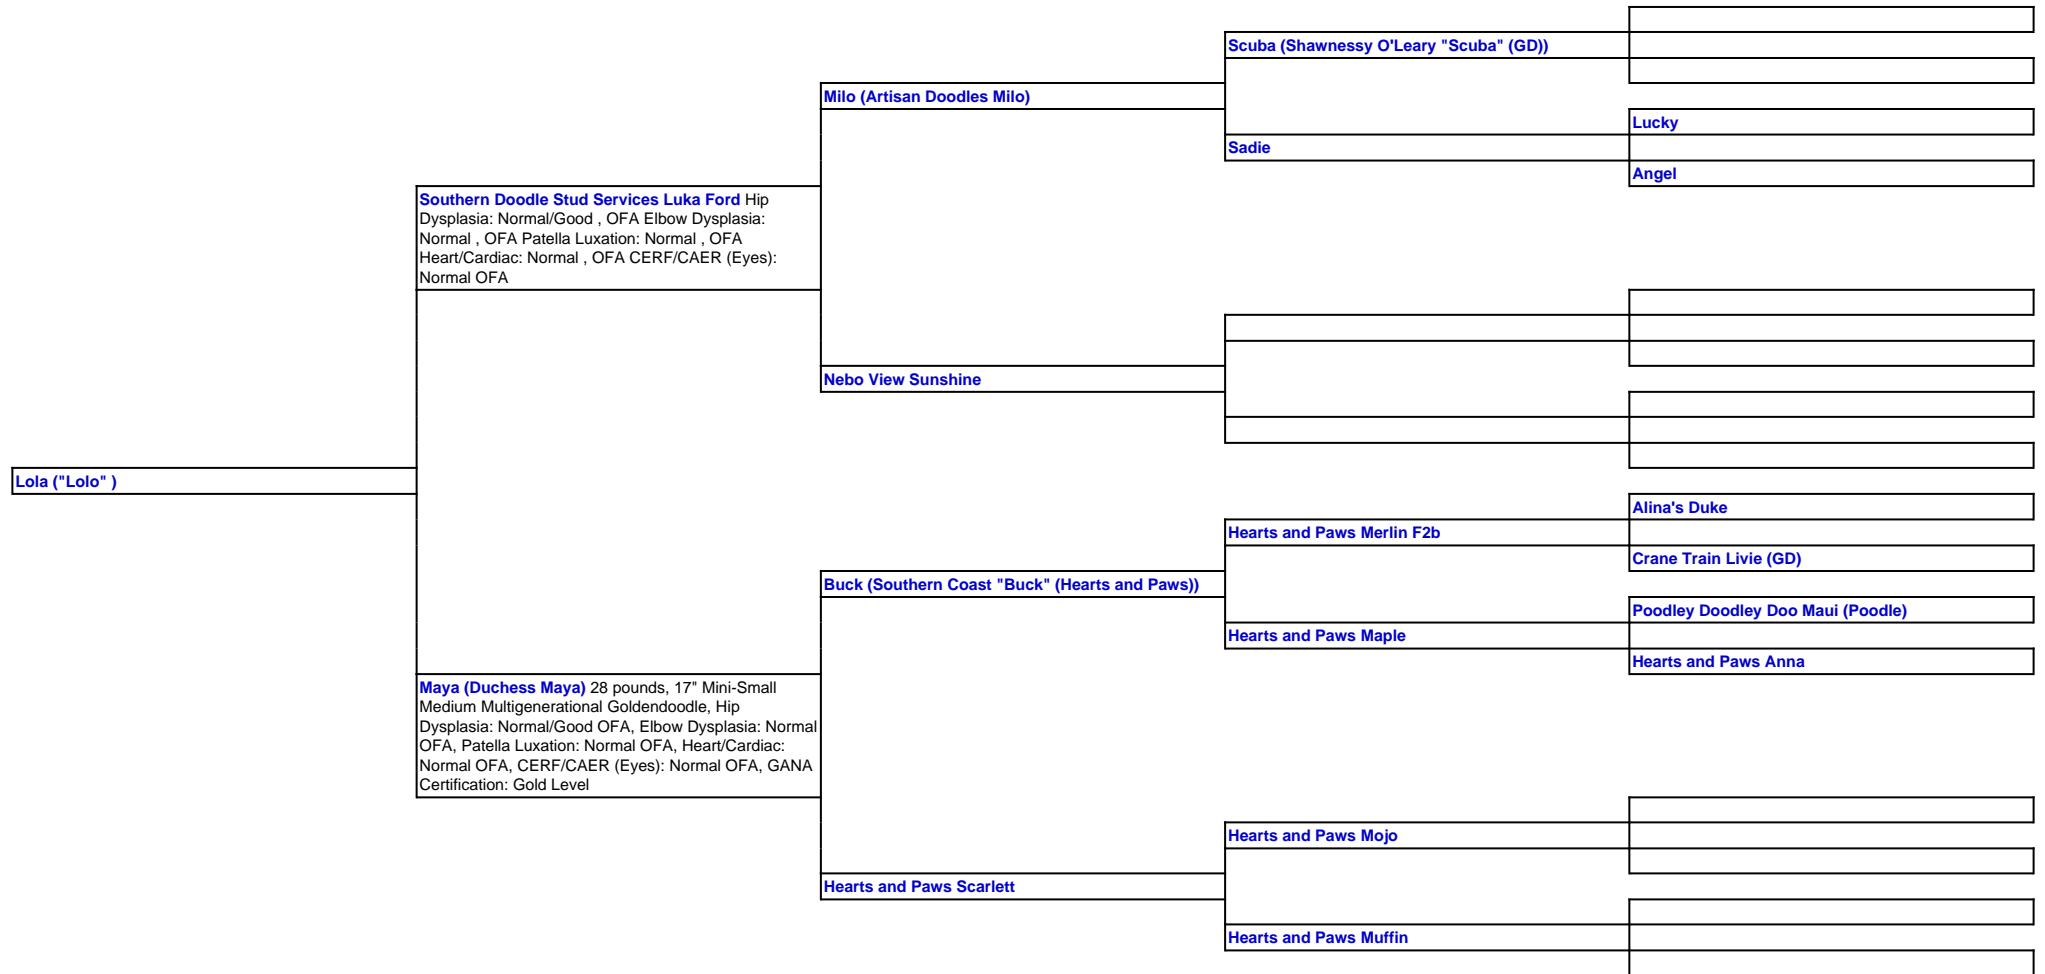 Scuba (Shawnessy O'Leary "Scuba" (GD))
Milo (Artisan Doodles Milo)
Lucky
Sadie
Angel
Southern Doodle Stud Services Luka Ford Hip
Dysplasia: Normal/Good , OFA Elbow Dysplasia:
Normal , OFA Patella Luxation: Normal , OFA
Heart/Cardiac: Normal , OFA CERF/CAER (Eyes):
Normal OFA
Nebo View Sunshine
Lola ("Lolo" )
Alina's Duke
Hearts and Paws Merlin F2b
Crane Train Livie (GD)
Buck (Southern Coast "Buck" (Hearts and Paws))
Poodley Doodley Doo Maui (Poodle)
Hearts and Paws Maple
Hearts and Paws Anna
Maya (Duchess Maya) 28 pounds, 17" Mini-Small
Medium Multigenerational Goldendoodle, Hip
Dysplasia: Normal/Good OFA, Elbow Dysplasia: Normal
OFA, Patella Luxation: Normal OFA, Heart/Cardiac:
Normal OFA, CERF/CAER (Eyes): Normal OFA, GANA
Certification: Gold Level
Hearts and Paws Mojo
Hearts and Paws Scarlett
Hearts and Paws Muffin